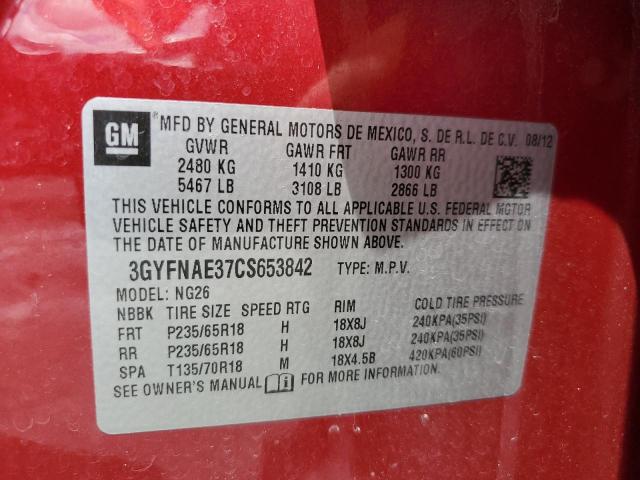 GM ®MFD BY GENERAL MOTORS DE MEXICO, S. DE R.L. DE C.V. 08/12
GVWR GAWR FRT GAWR RR
2480 KG 1410 KG 1300 KG
5467 LB 3108 LB 2866 LB
THIS VEHICLE CONFORMS TO ALL APPLICABLE U.S. FEDERAL MOTOR
VEHICLE SAFETY AND THEFT PREVENTION STANDARDS IN EFFECT ON
THE DATE OF MANUFACTURE SHOWN ABOVE.
3GYFNAE37CS653842 TYPE: M.P.V.
MODEL: NG26
NBBK TIRE SIZE SPEED RTG RIM COLD TIRE PRESSURE
FRT P235/65R18 H 18X8J 240KPA(35PSI)
RR P235/65R18 H 18X8J 240KPA(35PSI)
SPA T135/70R18 M 18X4.5B 420KPA(60PSI)
SEE OWNER'S MANUAL FOR MORE INFORMATION.